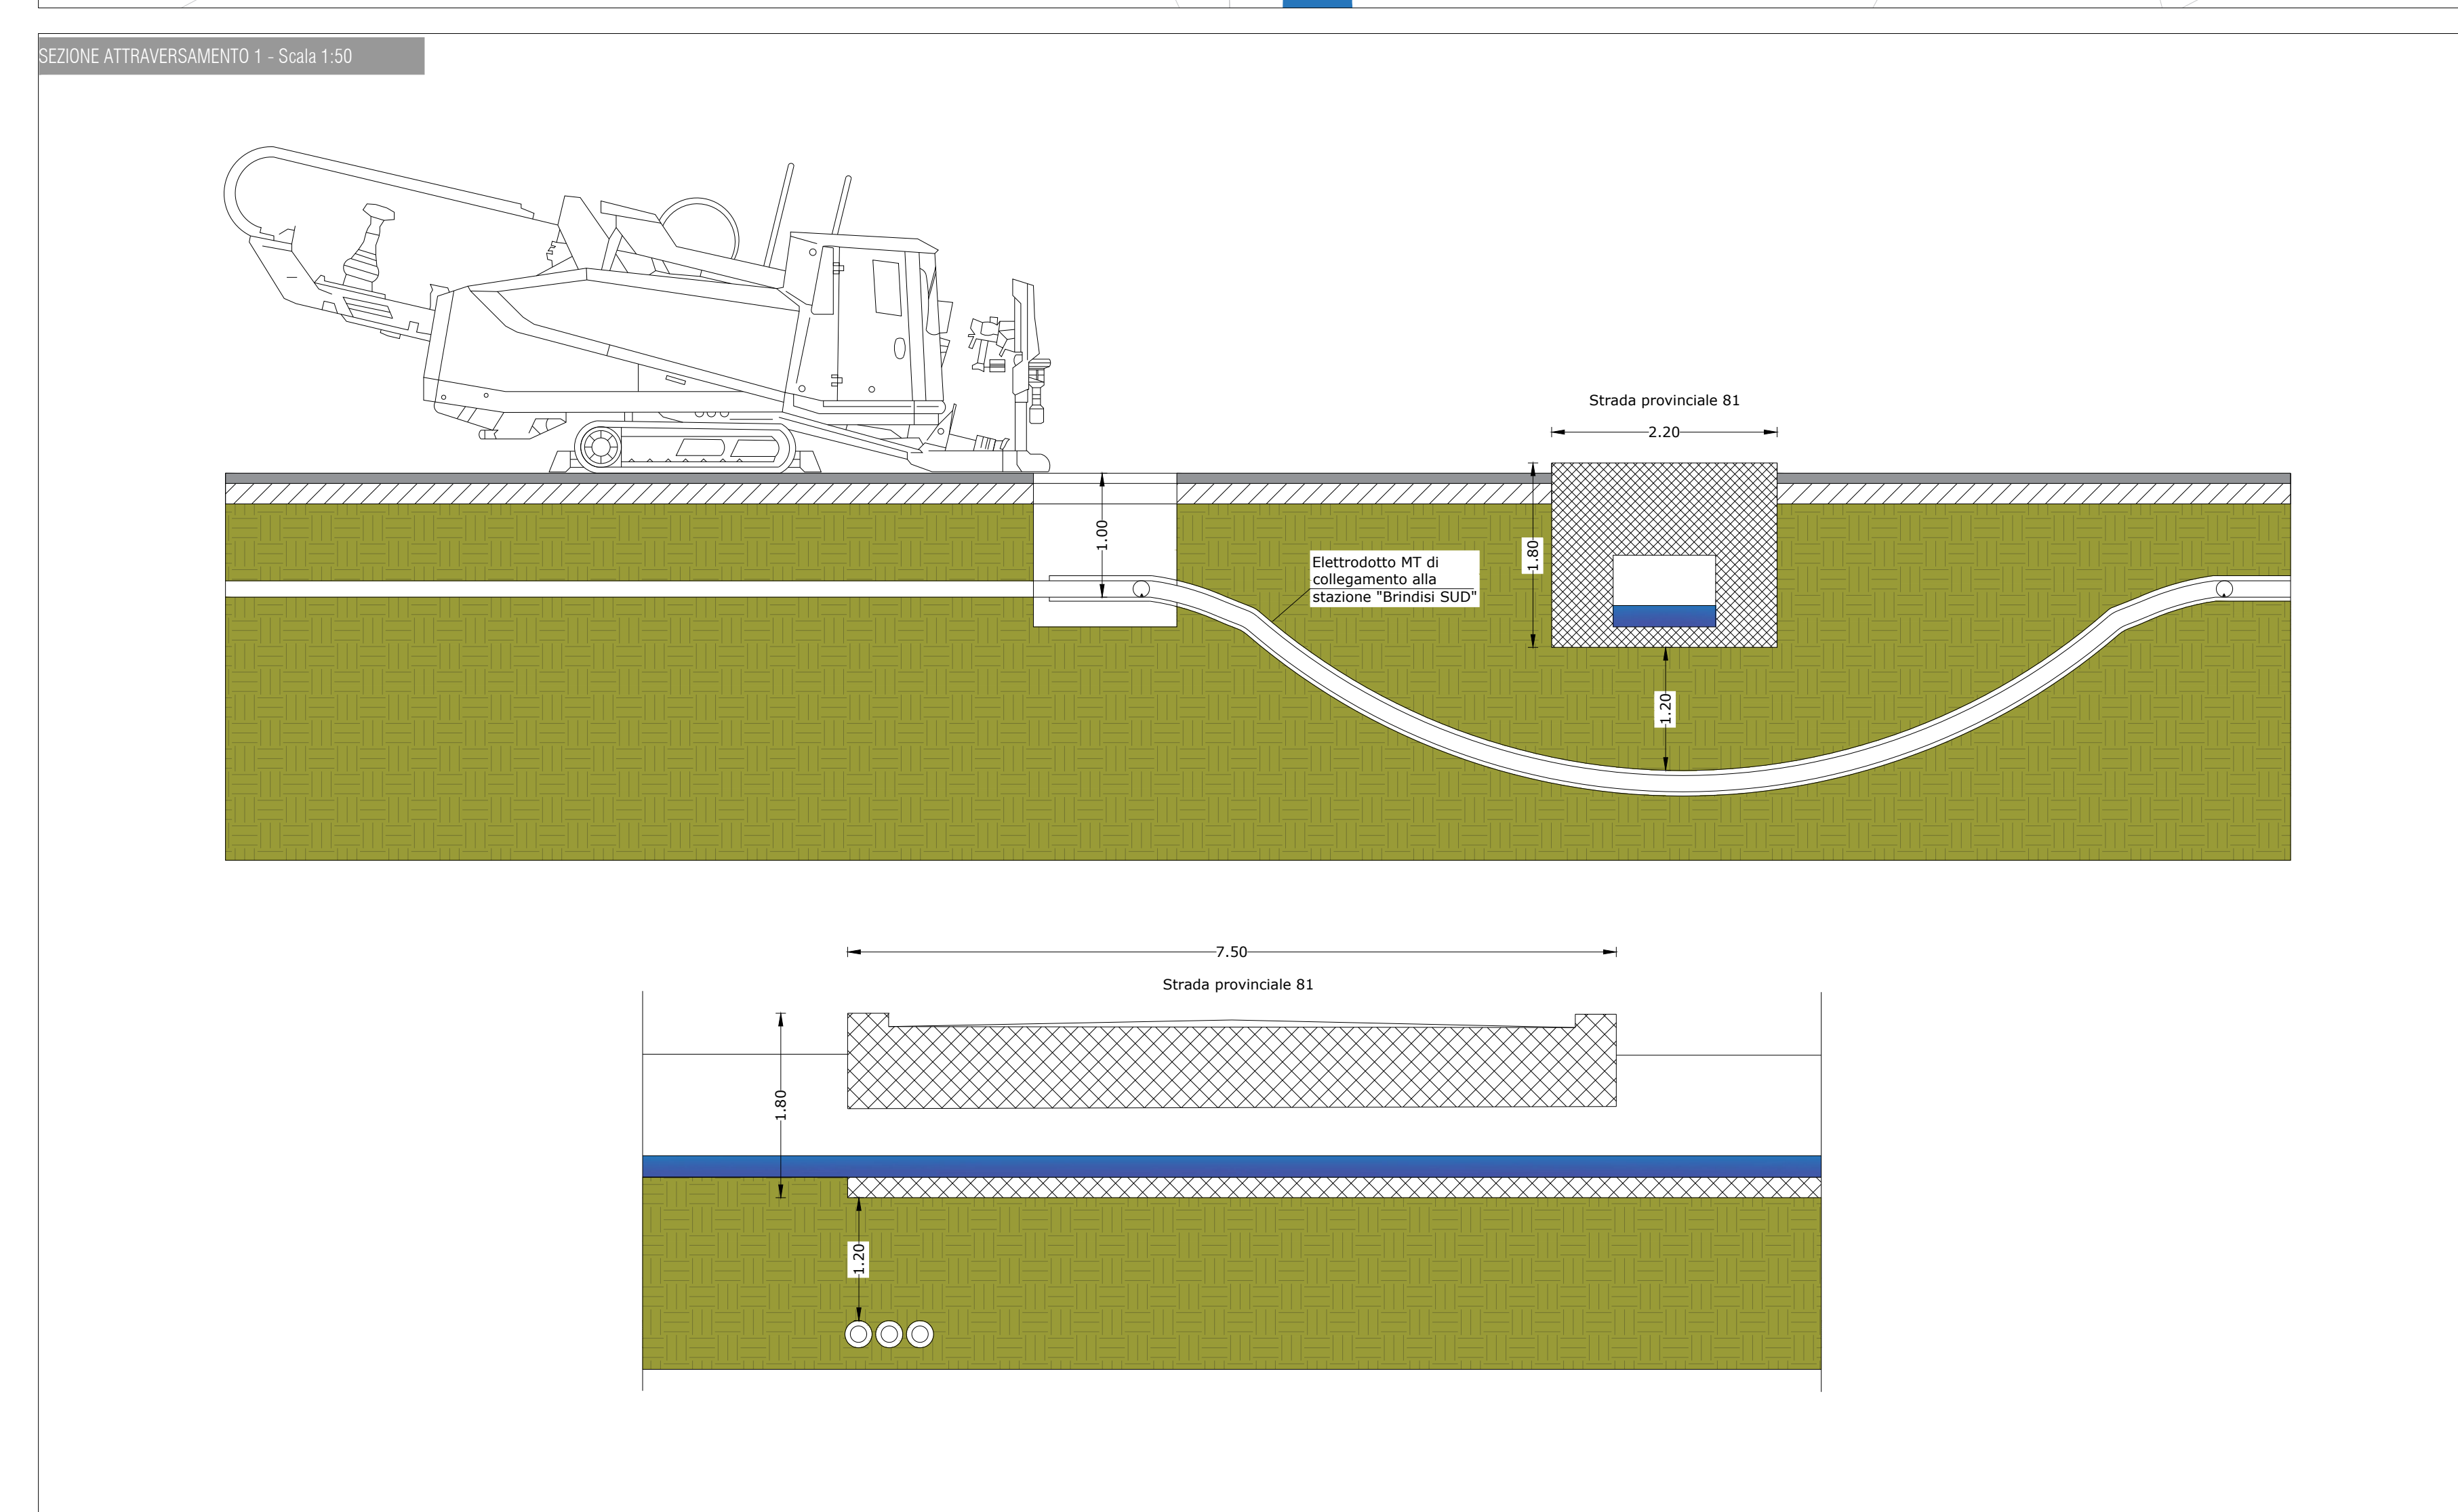 SEZIONE ATTRAVERSAMENTO 1 - Scala 1:50
Strada provinciale 81
2.20
1.00
Elettrodotto MT di
collegamento alla
stazione "Brindisi SUD"
1.80
1.20
7.50
Strada provinciale 81
1.80
1.20